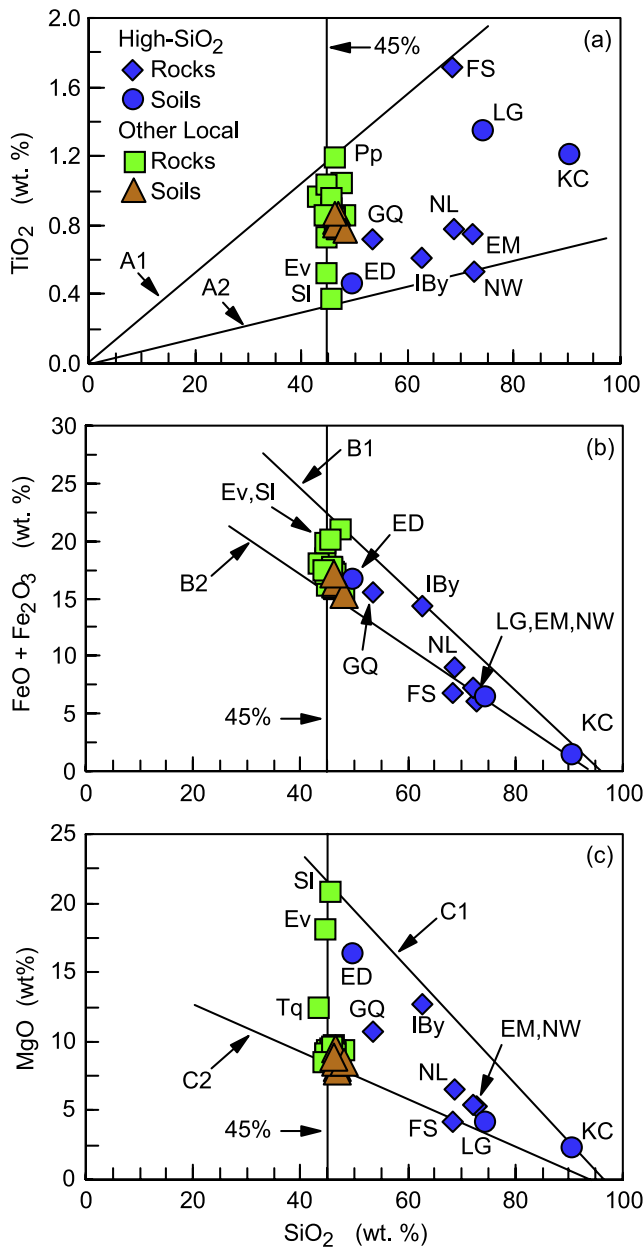 (a)
High-SiO2
Rocks
Soils
Other Local
Rocks
Soils
45%
FS
LG
KC
Pp
GQ
NL
EM
NW
IBy
ED
Ev
SI
A1
A2
TiO2 (wt. %)
2.0
1.6
1.2
0.8
0.4
0.0
0 20 40 60 80 100
(b)
B1
Ev,SI
ED
B2
IBy
LG,EM,NW
NL
GQ
FS
45%
KC
FeO + Fe2O3 (wt. %)
30
25
20
15
10
5
0
0 20 40 60 80 100
(c)
SI
Ev
C1
ED
Tq
GQ
IBy
EM,NW
C2
NL
45%
FS
LG
KC
MgO (wt%)
25
20
15
10
5
0
0 20 40 60 80 100
SiO2 (wt. %)